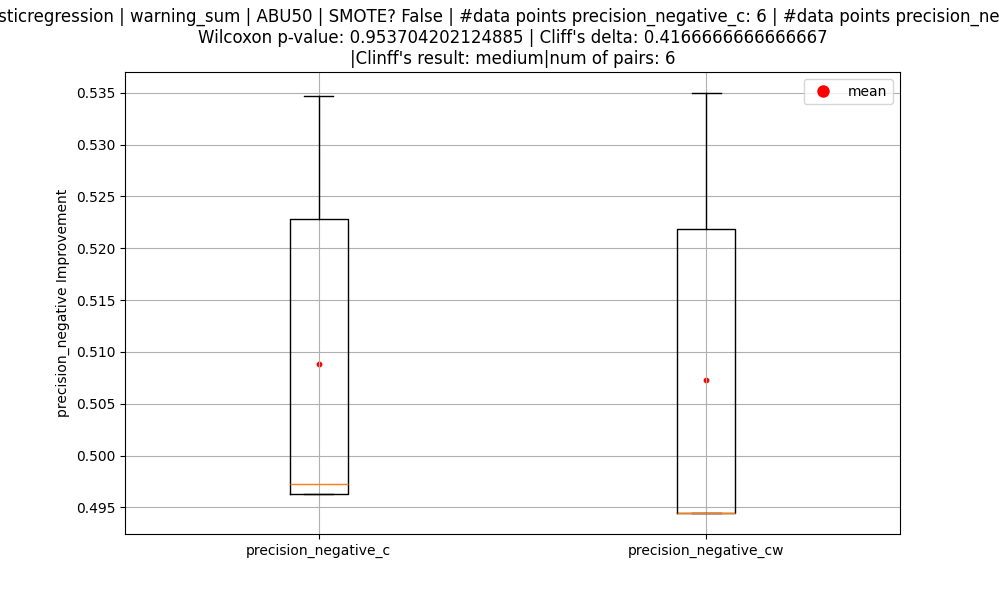 sticregression | warning_sum | ABU50 | SMOTE? False | #data points precision_negative_c: 6 | #data points precision_ne
Wilcoxon p-value: 0.953704202124885 | Cliff's delta: 0.4166666666666667
|Clinff's result: medium|num of pairs: 6
mean
0.535
0.530
0.525
0.520
0.515
0.510
0.505
0.500
0.495
precision_negative Improvement
precision_negative_c
precision_negative_cw